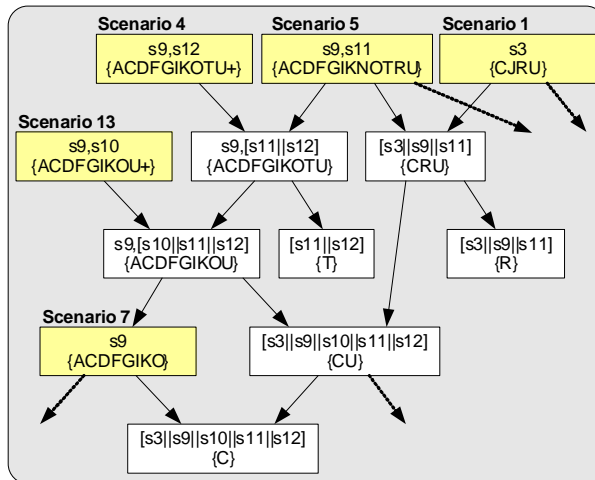 Scenario 4
Scenario 5
Scenario 1
s9,s12
{ACDFGIKOTU+}
s9,s11
{ACDFGIKNOTRU}
s3
{CJRU}
Scenario 13
s9,s10
{ACDFGIKOU+}
s9,[s11||s12]
{ACDFGIKOTU}
[s3||s9||s11]
{CRU}
s9,[s10||s11||s12]
{ACDFGIKOU}
[s11||s12]
{T}
[s3||s9||s11]
{R}
Scenario 7
s9
{ACDFGIKO}
[s3||s9||s10||s11||s12]
{CU}
[s3||s9||s10||s11||s12]
{C}